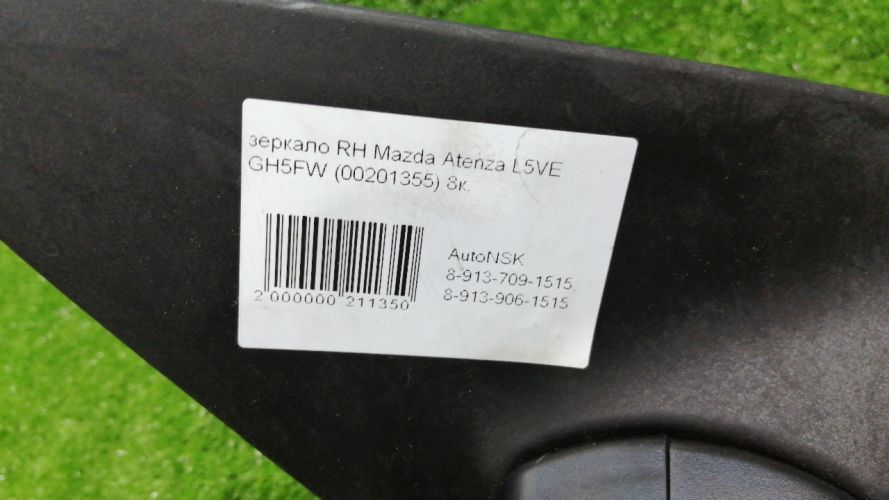 зеркало RH Mazda Atenza L5VE
GH5FW (00201355) 8к.
AutoNSK
8-913-709-1515
8-913-906-1515
2 000000 211350